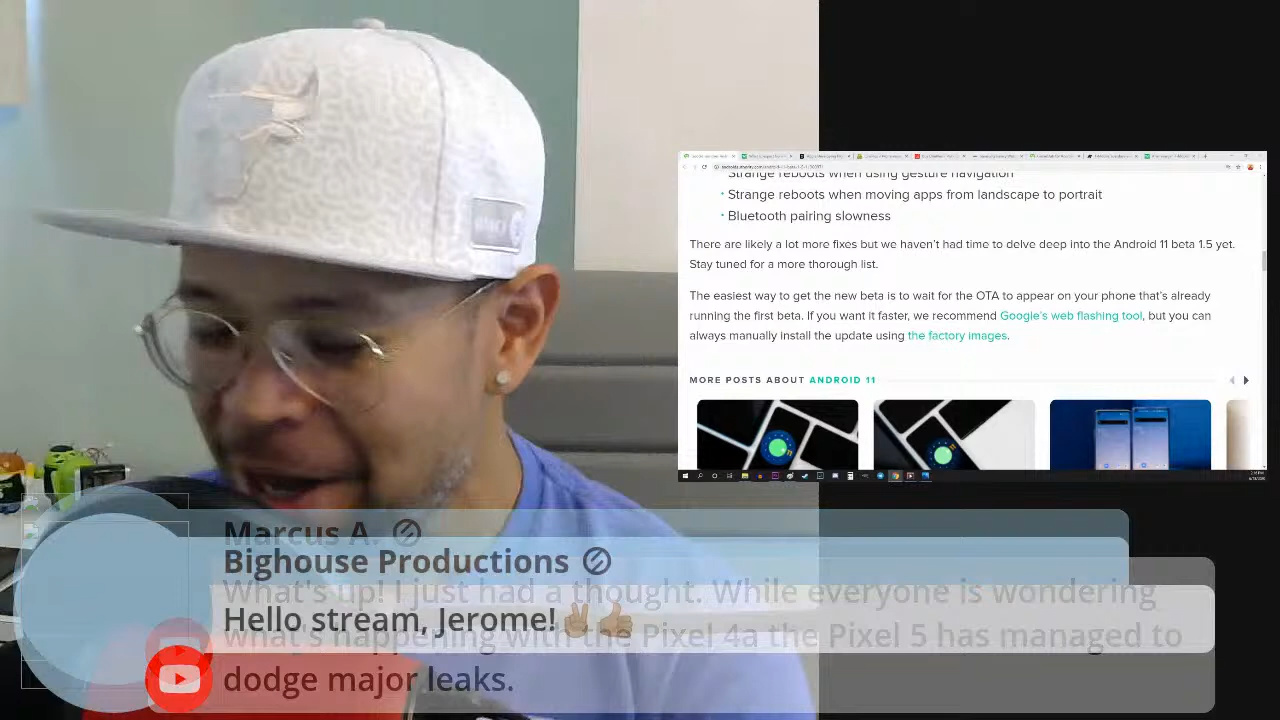 Strange reboots when using gesture navigation
• Strange reboots when moving apps from landscape to portrait
• Bluetooth pairing slowness
There are likely a lot more fixes but we haven't had time to delve deep into the Android 11 beta 1.5 yet.
Stay tuned for a more thorough list.
The easiest way to get the new beta is to wait for the OTA to appear on your phone that's already
running the first beta. If you want it faster, we recommend Google's web flashing tool, but you can
always manually install the update using the factory images.
MORE POSTS ABOUT ANDROID 11
Marcus A.
Bighouse Productions
What's up! I just had a thought. While everyone is wondering
Hello stream, Jerome!✌🏽👍🏽
what's happening with the Pixel 4a the Pixel 5 has managed to
dodge major leaks.